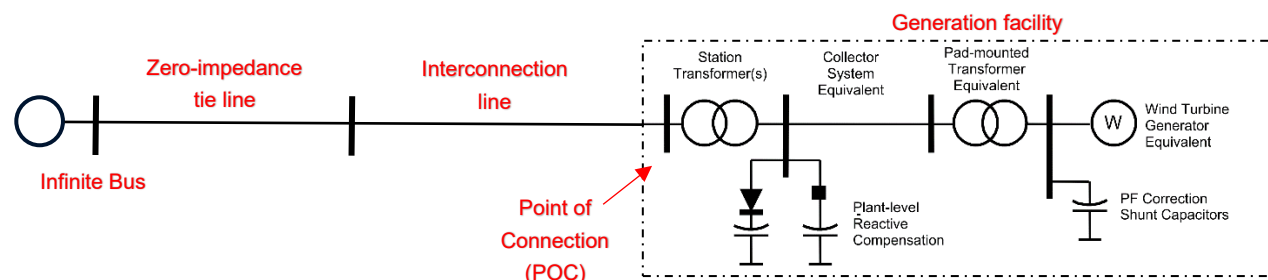 Generation facility
Zero-impedance
tie line
Interconnection
line
Station
Transformer(s)
Collector
System
Equivalent
Pad-mounted
Transformer
Equivalent
W
Wind Turbine
Generator
Equivalent
Infinite Bus
Point of
Connection
(POC)
Plant-level
Reactive
Compensation
PF Correction
Shunt Capacitors